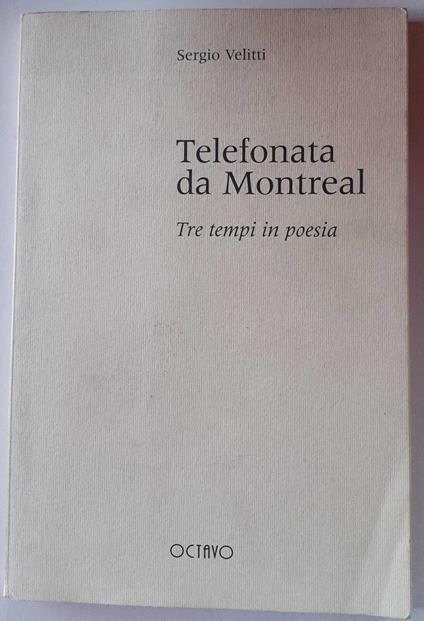 Sergio Velitti
Telefonata
da Montreal
Tre tempi in poesia
OCTAVO